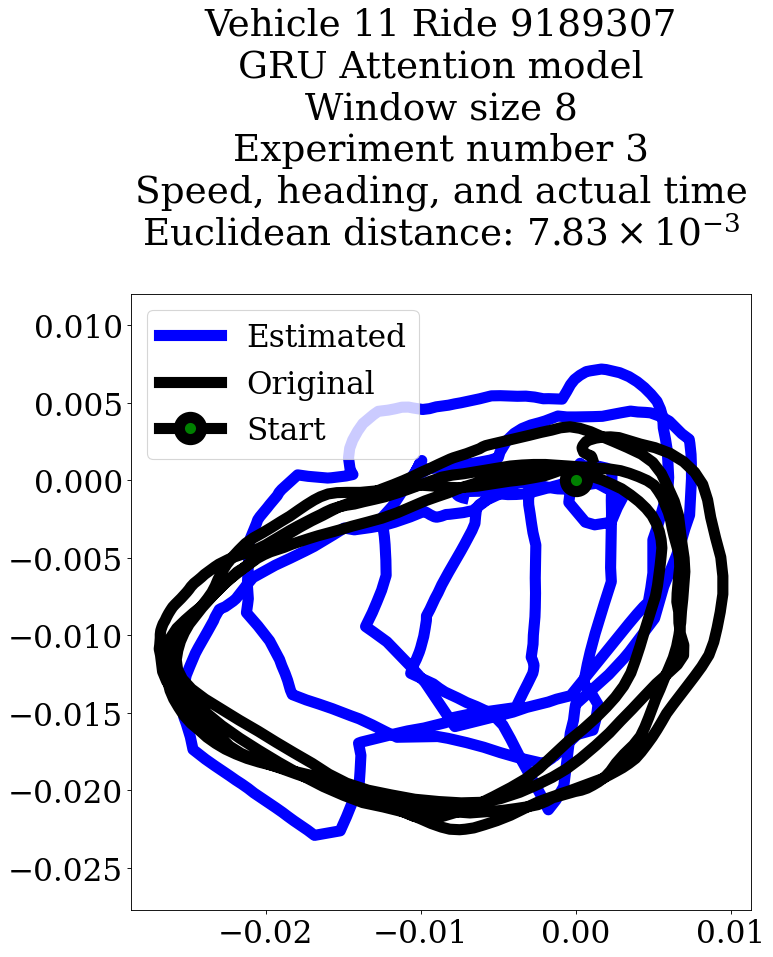 Vehicle 11 Ride 9189307
GRU Attention model
Window size 8
Experiment number 3
Speed, heading, and actual time
Euclidean distance: 7.83 × 10⁻³
Estimated
Original
Start
0.010
0.005
0.000
−0.005
−0.010
−0.015
−0.020
−0.025
−0.02 −0.01 0.00 0.01